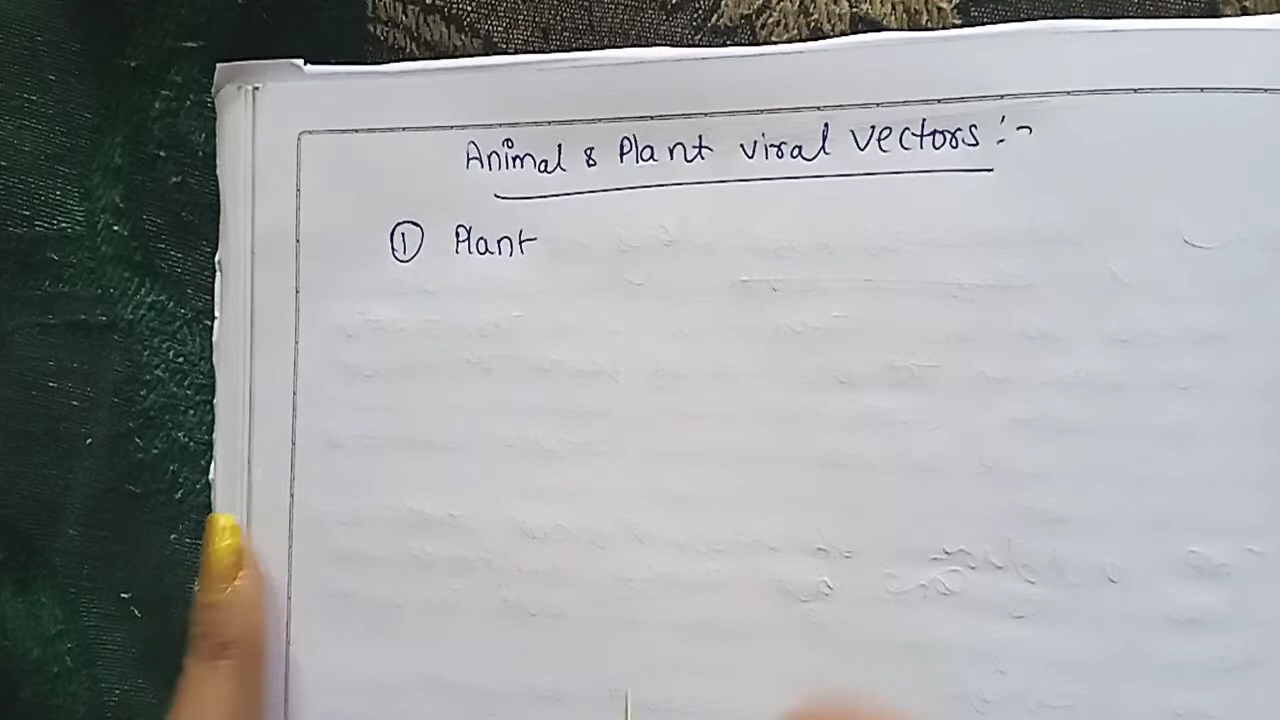 Animal & Plant viral vectors :-
① Plant